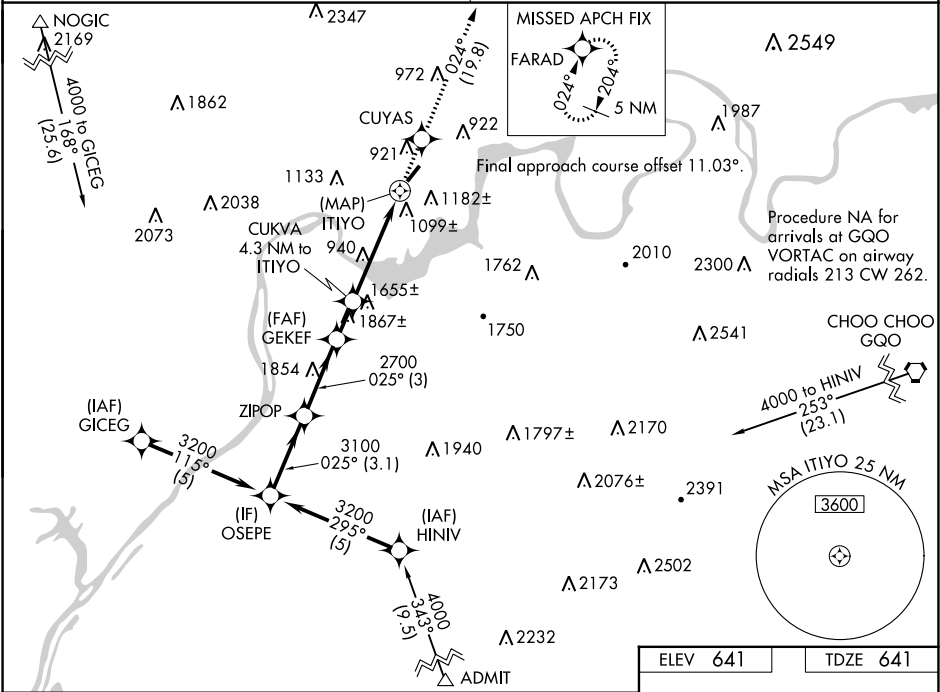 NOGIC
2169
4000 to GICEG
168°
(25.6)
2347
972
024°
(19.8)
MISSED APCH FIX
FARAD
024°
204°
5 NM
2549
1862
CUYAS
922
921
1987
Final approach course offset 11.03°.
1133
(MAP)
ITIYO
1182±
1099±
2038
2073
CUKVA
4.3 NM to
ITIYO
940
Procedure NA for
arrivals at GQO
VORTAC on airway
radials 213 CW 262.
1762
2010
2300
1655±
1867±
(FAF)
GEKEF
1750
2541
CHOO CHOO
GQO
1854
2700
025° (3)
4000 to HINIV
253°
(23.1)
ZIPOP
(IAF)
GICEG
3200
115°
(5)
3100
025° (3.1)
1940
1797±
2170
2076±
2391
MSA ITIYO 25 NM
3600
(IF)
OSEPE
3200
295°
(5)
(IAF)
HINIV
2173
2502
4000
343°
(9.5)
2232
ADMIT
ELEV 641
TDZE 641